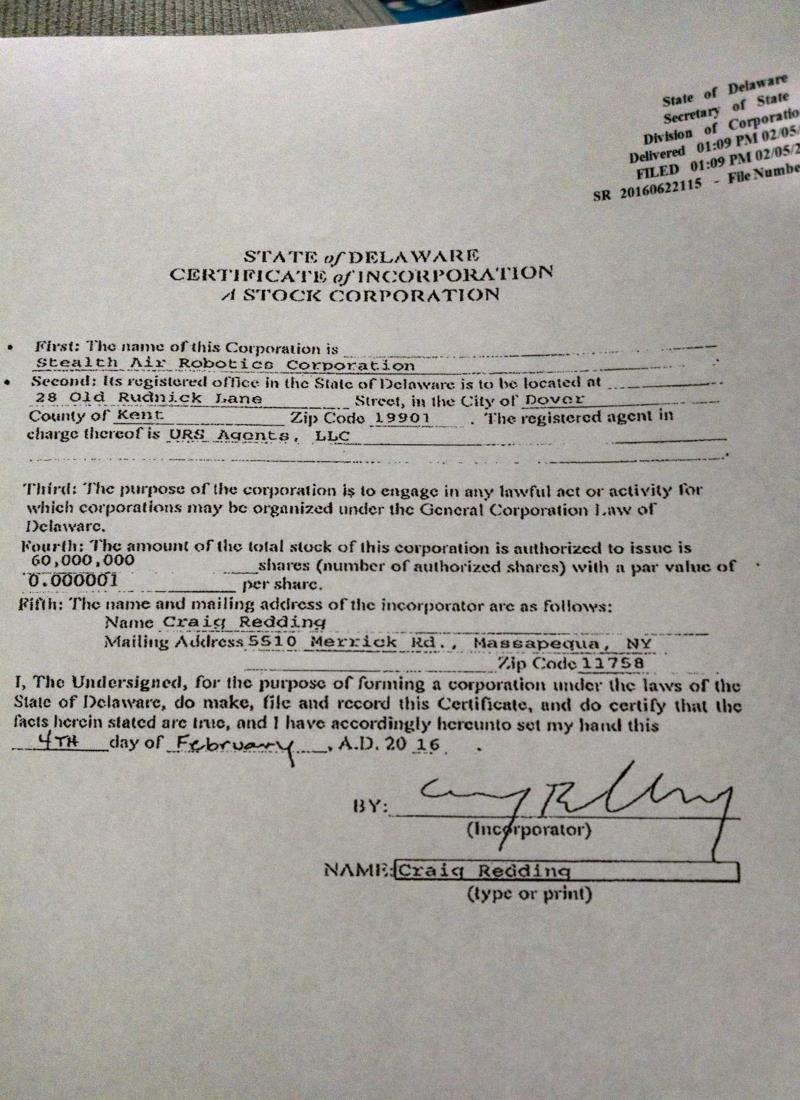 State of Delaware
Secretary of State
Division of Corporatio
Delivered 01:09 PM 02/05/
FILED 01:09 PM 02/05/2
SR 20160622115 - File Numbe
STATE of DELAWARE
CERTIFICATE of INCORPORATION
A STOCK CORPORATION
• First: The name of this Corporation is
Stealth Air Robotics Corporation
• Second: Its registered office in the State of Delaware is to be located at
28 Old Rudnick Lane Street, in the City of Dover
County of Kent Zip Code 19901 . The registered agent in
charge thereof is URS Agents, LLC
Third: The purpose of the corporation is to engage in any lawful act or activity for
which corporations may be organized under the General Corporation Law of
Delaware.
Fourth: The amount of the total stock of this corporation is authorized to issue is
60,000,000 shares (number of authorized shares) with a par value of
0.000001 per share.
Fifth: The name and mailing address of the incorporator are as follows:
Name Craig Redding
Mailing Address 5510 Merrick Rd., Massapequa, NY
Zip Code 11758
I, The Undersigned, for the purpose of forming a corporation under the laws of the
State of Delaware, do make, file and record this Certificate, and do certify that the
facts herein stated are true, and I have accordingly hereunto set my hand this
4TH day of February, A.D. 20 16 .
BY:
(Incorporator)
NAME: Craig Redding
(type or print)